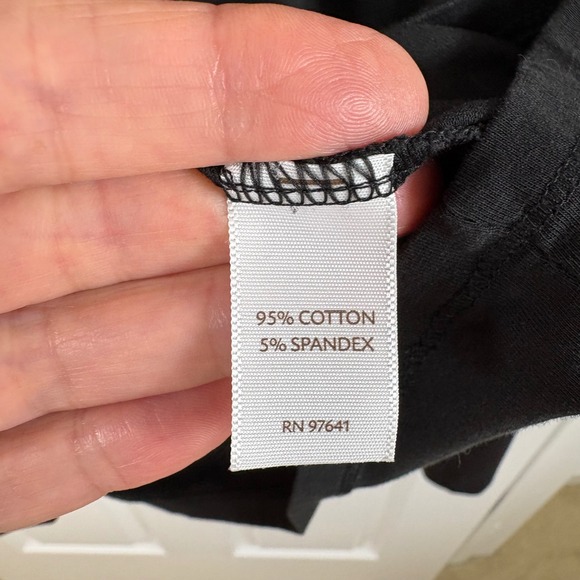 95% COTTON
5% SPANDEX
RN 97641